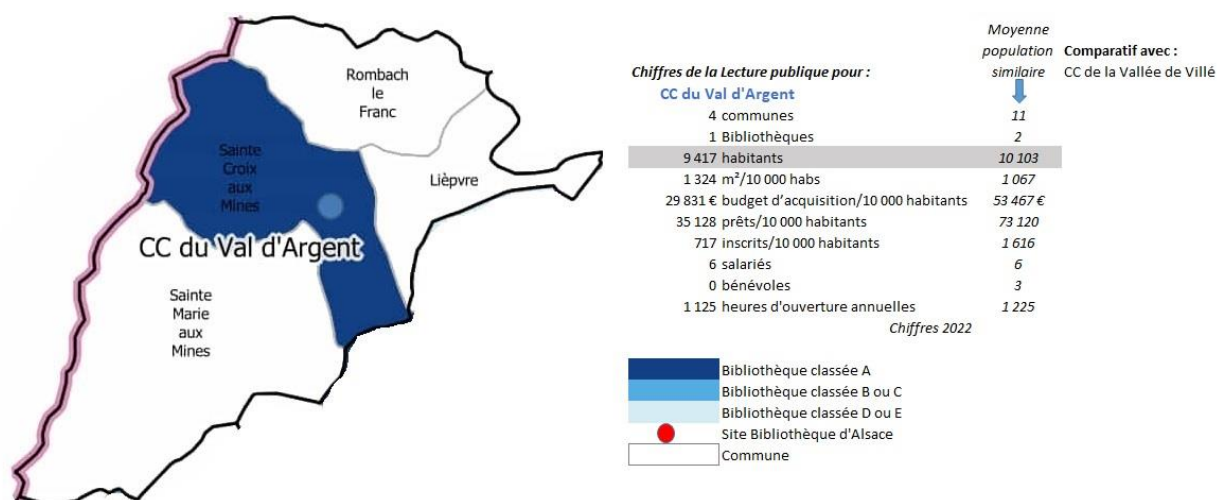 Rombach
le
Franc
Sainte
Croix
aux
Mines
Lièpvre
CC du Val d'Argent
Sainte
Marie
aux
Mines
Moyenne
population
similaire
Comparatif avec :
CC de la Vallée de Villé
Chiffres de la Lecture publique pour :
CC du Val d'Argent
4 communes 11
1 Bibliothèques 2
9 417 habitants 10 103
1 324 m²/10 000 habs 1 067
29 831 € budget d'acquisition/10 000 habitants 53 467 €
35 128 prêts/10 000 habitants 73 120
717 inscrits/10 000 habitants 1 616
6 salariés 6
0 bénévoles 3
1 125 heures d'ouverture annuelles 1 225
Chiffres 2022
Bibliothèque classée A
Bibliothèque classée B ou C
Bibliothèque classée D ou E
Site Bibliothèque d'Alsace
Commune